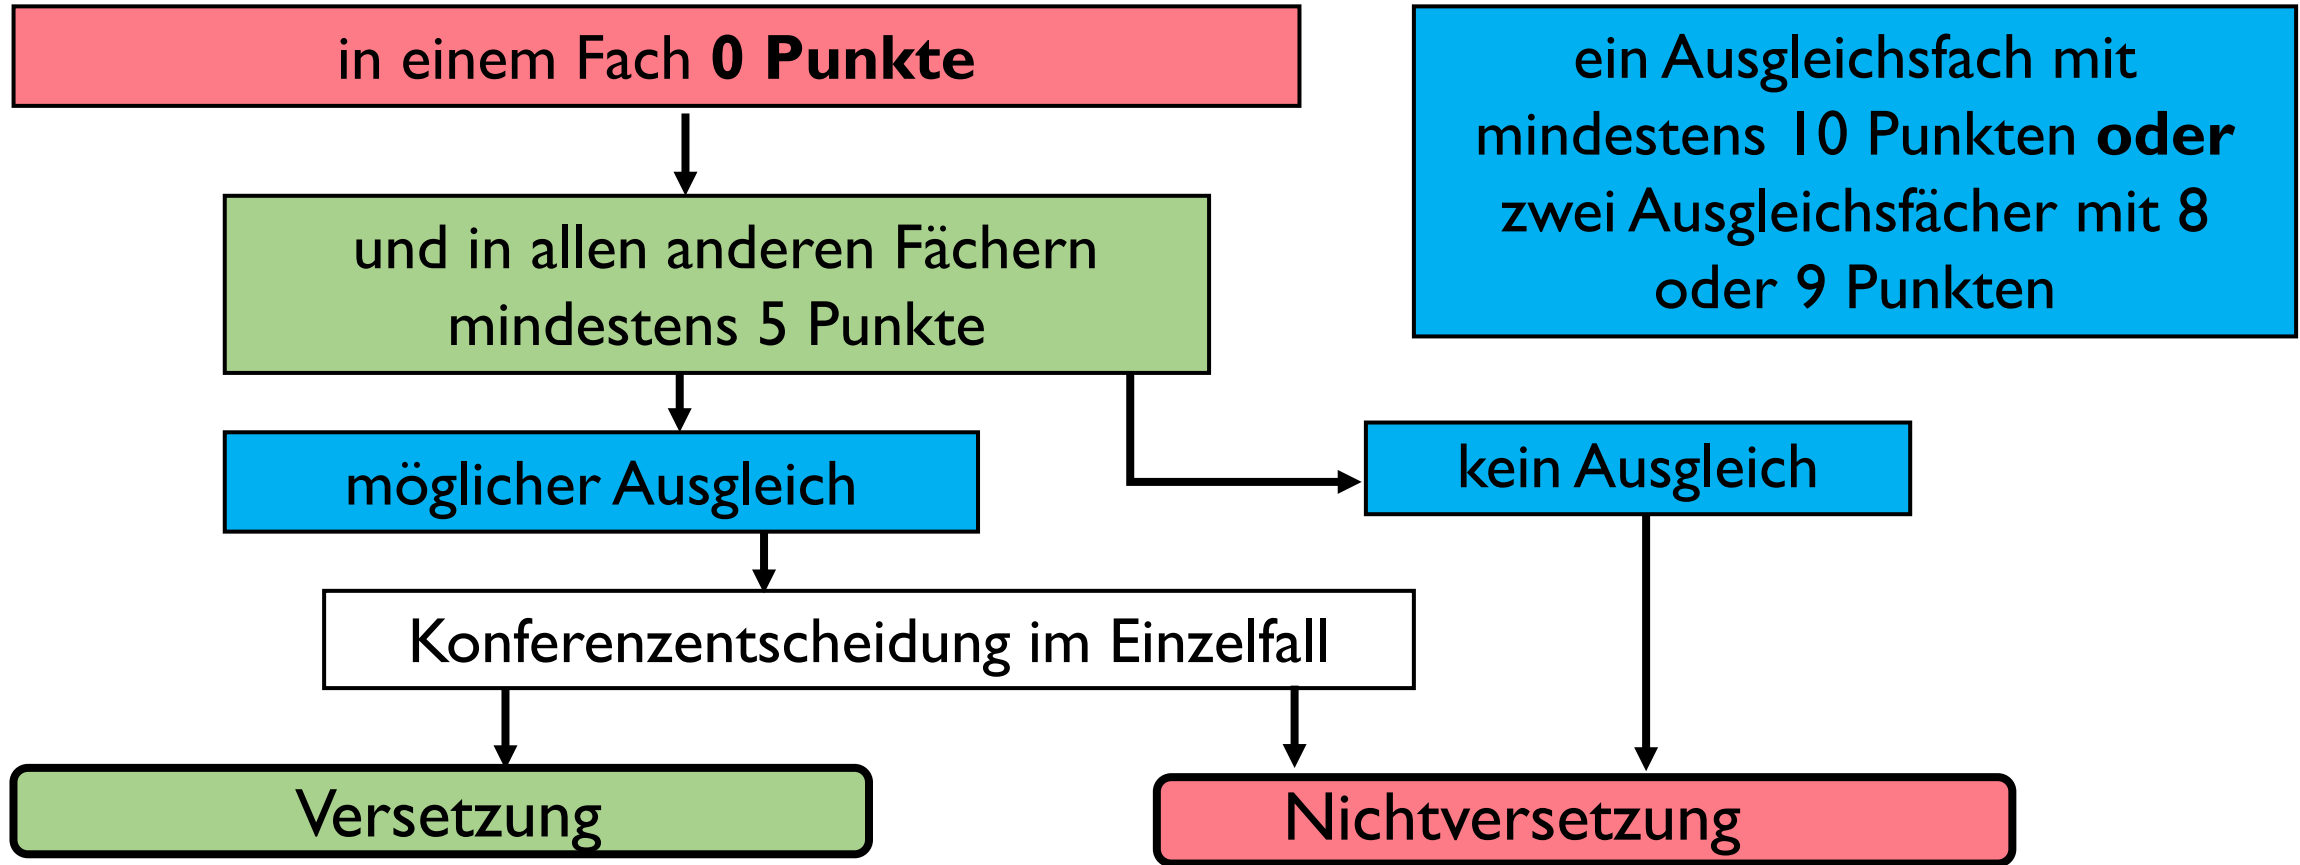 in einem Fach 0 Punkte
ein Ausgleichsfach mit
mindestens 10 Punkten oder
zwei Ausgleichsfächer mit 8
oder 9 Punkten
und in allen anderen Fächern
mindestens 5 Punkte
möglicher Ausgleich
kein Ausgleich
Konferenzentscheidung im Einzelfall
Versetzung
Nichtversetzung